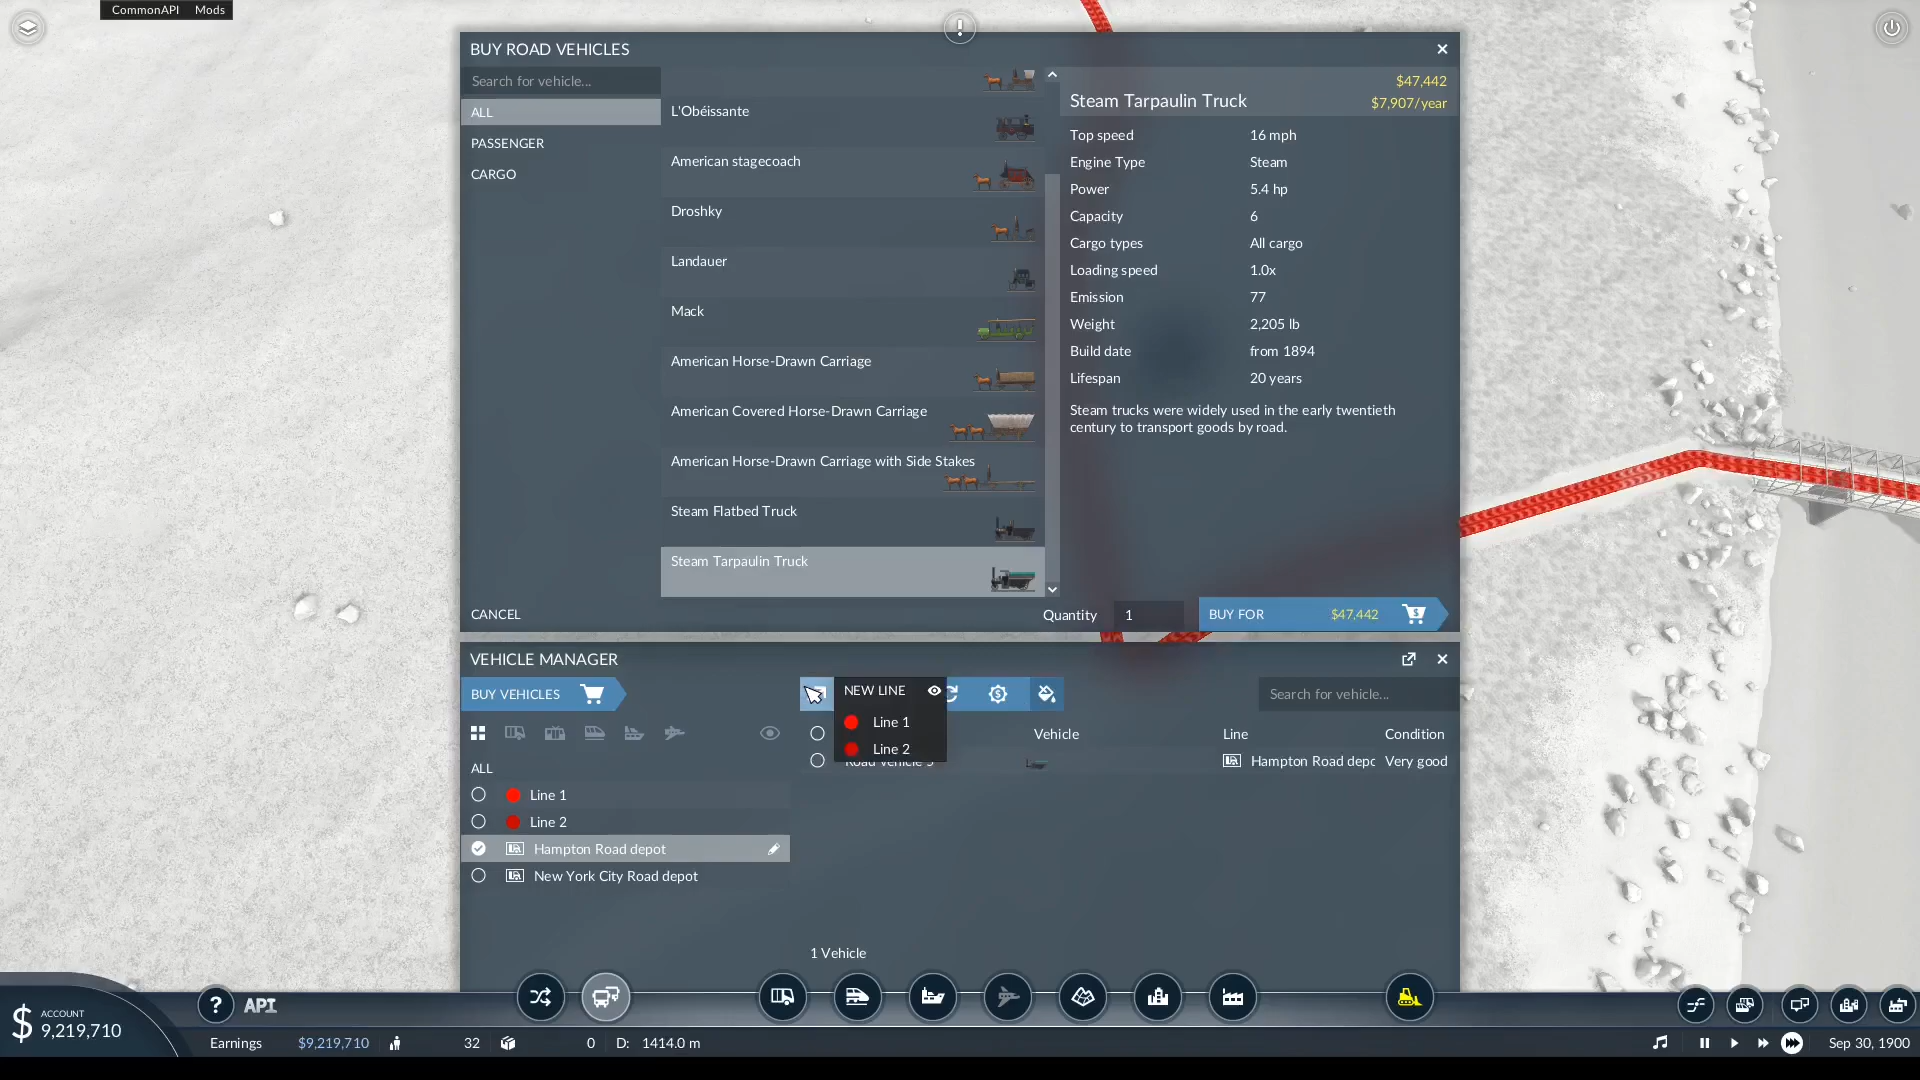 CommonAPI Mods
BUY ROAD VEHICLES
Search for vehicle...
ALL
PASSENGER
CARGO
L'Obéissante
American stagecoach
Droshky
Landauer
Mack
American Horse-Drawn Carriage
American Covered Horse-Drawn Carriage
American Horse-Drawn Carriage with Side Stakes
Steam Flatbed Truck
Steam Tarpaulin Truck
$47,442
Steam Tarpaulin Truck
$7,907/year
Top speed 16 mph
Engine Type Steam
Power 5.4 hp
Capacity 6
Cargo types All cargo
Loading speed 1.0x
Emission 77
Weight 2,205 lb
Build date from 1894
Lifespan 20 years
Steam trucks were widely used in the early twentieth
century to transport goods by road.
CANCEL
Quantity 1
BUY FOR $47,442
VEHICLE MANAGER
BUY VEHICLES
NEW LINE
Line 1
Line 2
Search for vehicle...
Vehicle Line Condition
Road vehicle 5 Hampton Road depo Very good
ALL
Line 1
Line 2
Hampton Road depot
New York City Road depot
1 Vehicle
? API
$ ACCOUNT
9,219,710
Earnings $9,219,710 32 0 D: 1414.0 m
Sep 30, 1900